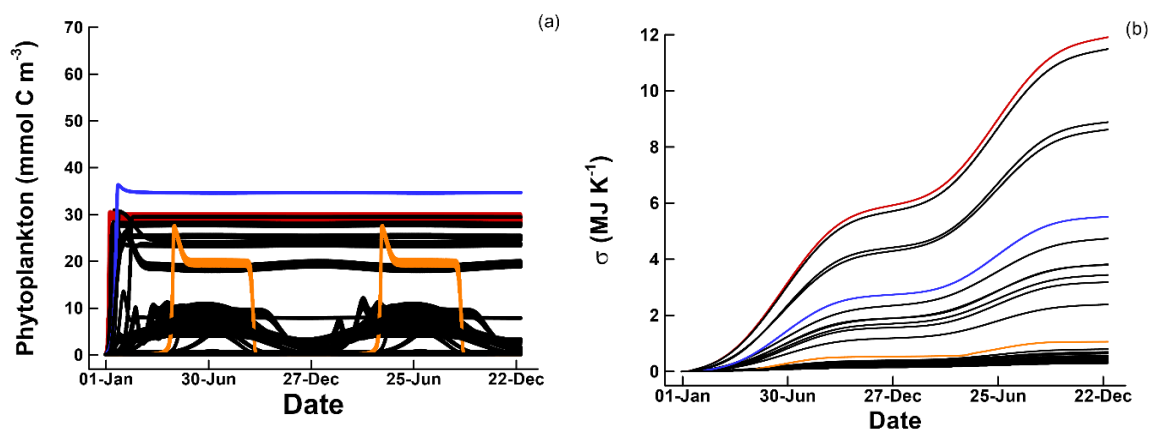 (a)
70
60
50
40
30
20
10
0
Phytoplankton (mmol C m-3)
01-Jan 30-Jun 27-Dec 25-Jun 22-Dec
Date
(b)
12
10
8
6
4
2
0
σ (MJ K-1)
01-Jan 30-Jun 27-Dec 25-Jun 22-Dec
Date